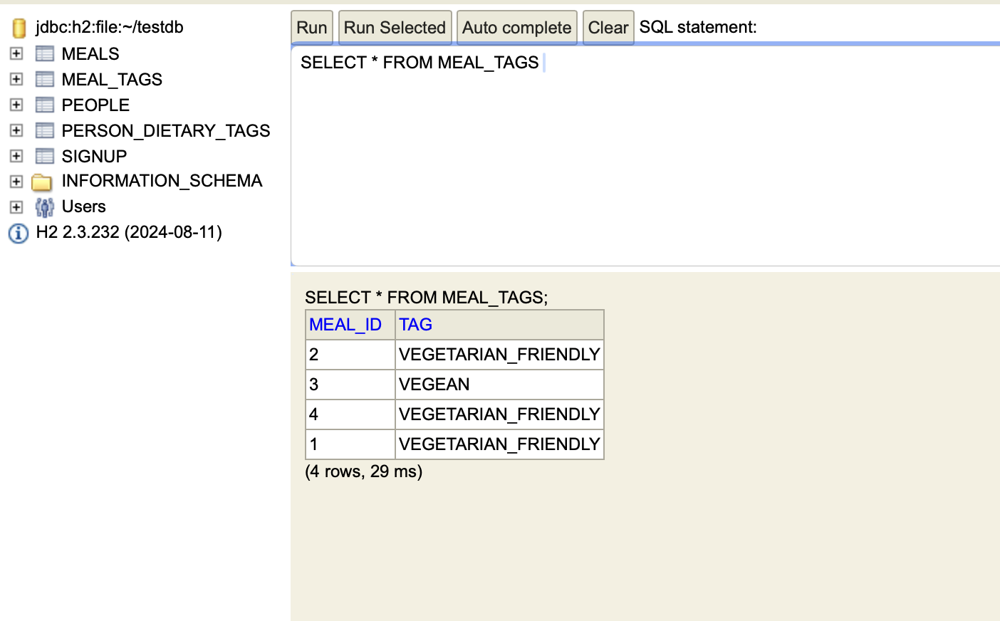 jdbc:h2:file:~/testdb
MEALS
MEAL_TAGS
PEOPLE
PERSON_DIETARY_TAGS
SIGNUP
INFORMATION_SCHEMA
Users
H2 2.3.232 (2024-08-11)
Run Run Selected Auto complete Clear SQL statement:
SELECT * FROM MEAL_TAGS
SELECT * FROM MEAL_TAGS;
MEAL_ID TAG
2 VEGETARIAN_FRIENDLY
3 VEGEAN
4 VEGETARIAN_FRIENDLY
1 VEGETARIAN_FRIENDLY
(4 rows, 29 ms)